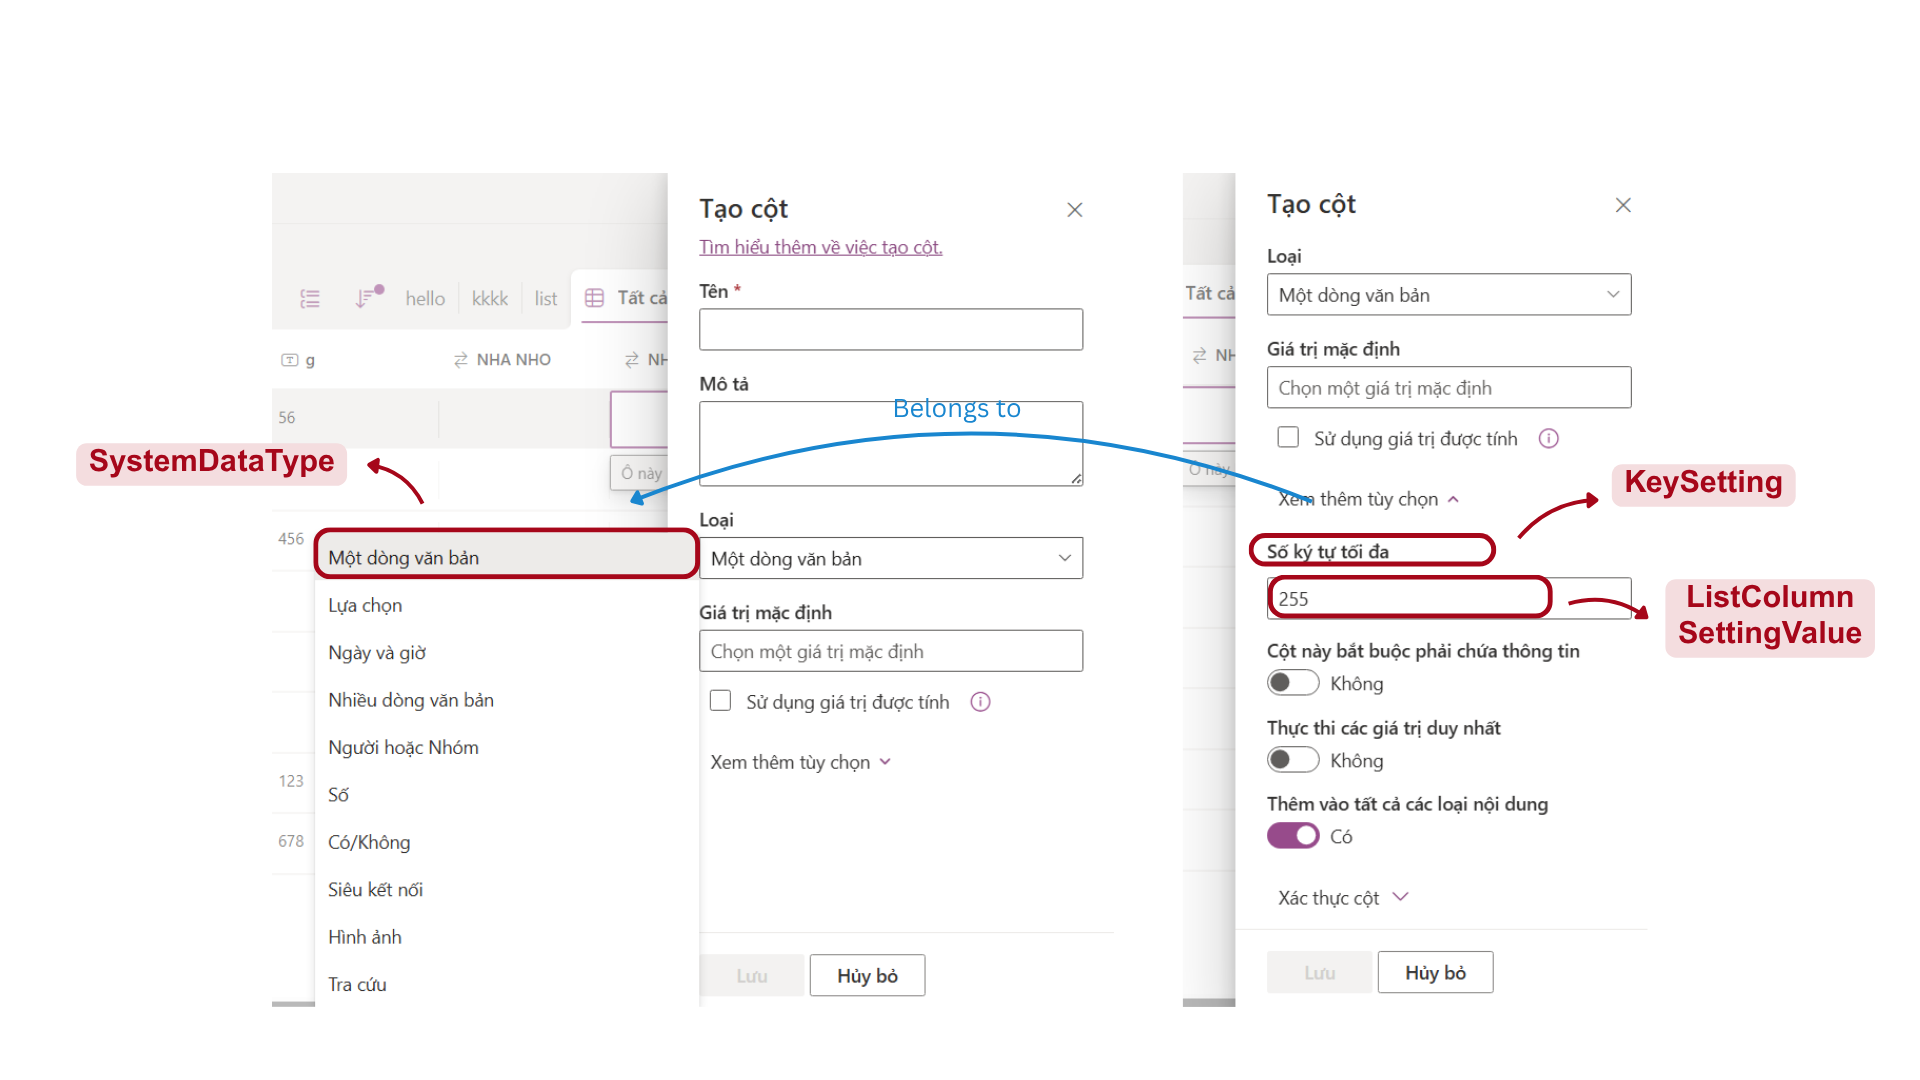 hello
kkkk
list
Tất cả
g
NHA NHO
NH
56
Ô này
456
123
678
SystemDataType
Một dòng văn bản
Lựa chọn
Ngày và giờ
Nhiều dòng văn bản
Người hoặc Nhóm
Số
Có/Không
Siêu kết nối
Hình ảnh
Tra cứu
Tạo cột
Tìm hiểu thêm về việc tạo cột.
Tên *
Mô tả
Belongs to
Loại
Một dòng văn bản
Giá trị mặc định
Chọn một giá trị mặc định
Sử dụng giá trị được tính
Xem thêm tùy chọn
Lưu
Hủy bỏ
Tất cả
NH
Ô này
Tạo cột
Loại
Một dòng văn bản
Giá trị mặc định
Chọn một giá trị mặc định
Sử dụng giá trị được tính
Xem thêm tùy chọn
KeySetting
Số ký tự tối đa
255
ListColumn
SettingValue
Cột này bắt buộc phải chứa thông tin
Không
Thực thi các giá trị duy nhất
Không
Thêm vào tất cả các loại nội dung
Có
Xác thực cột
Lưu
Hủy bỏ